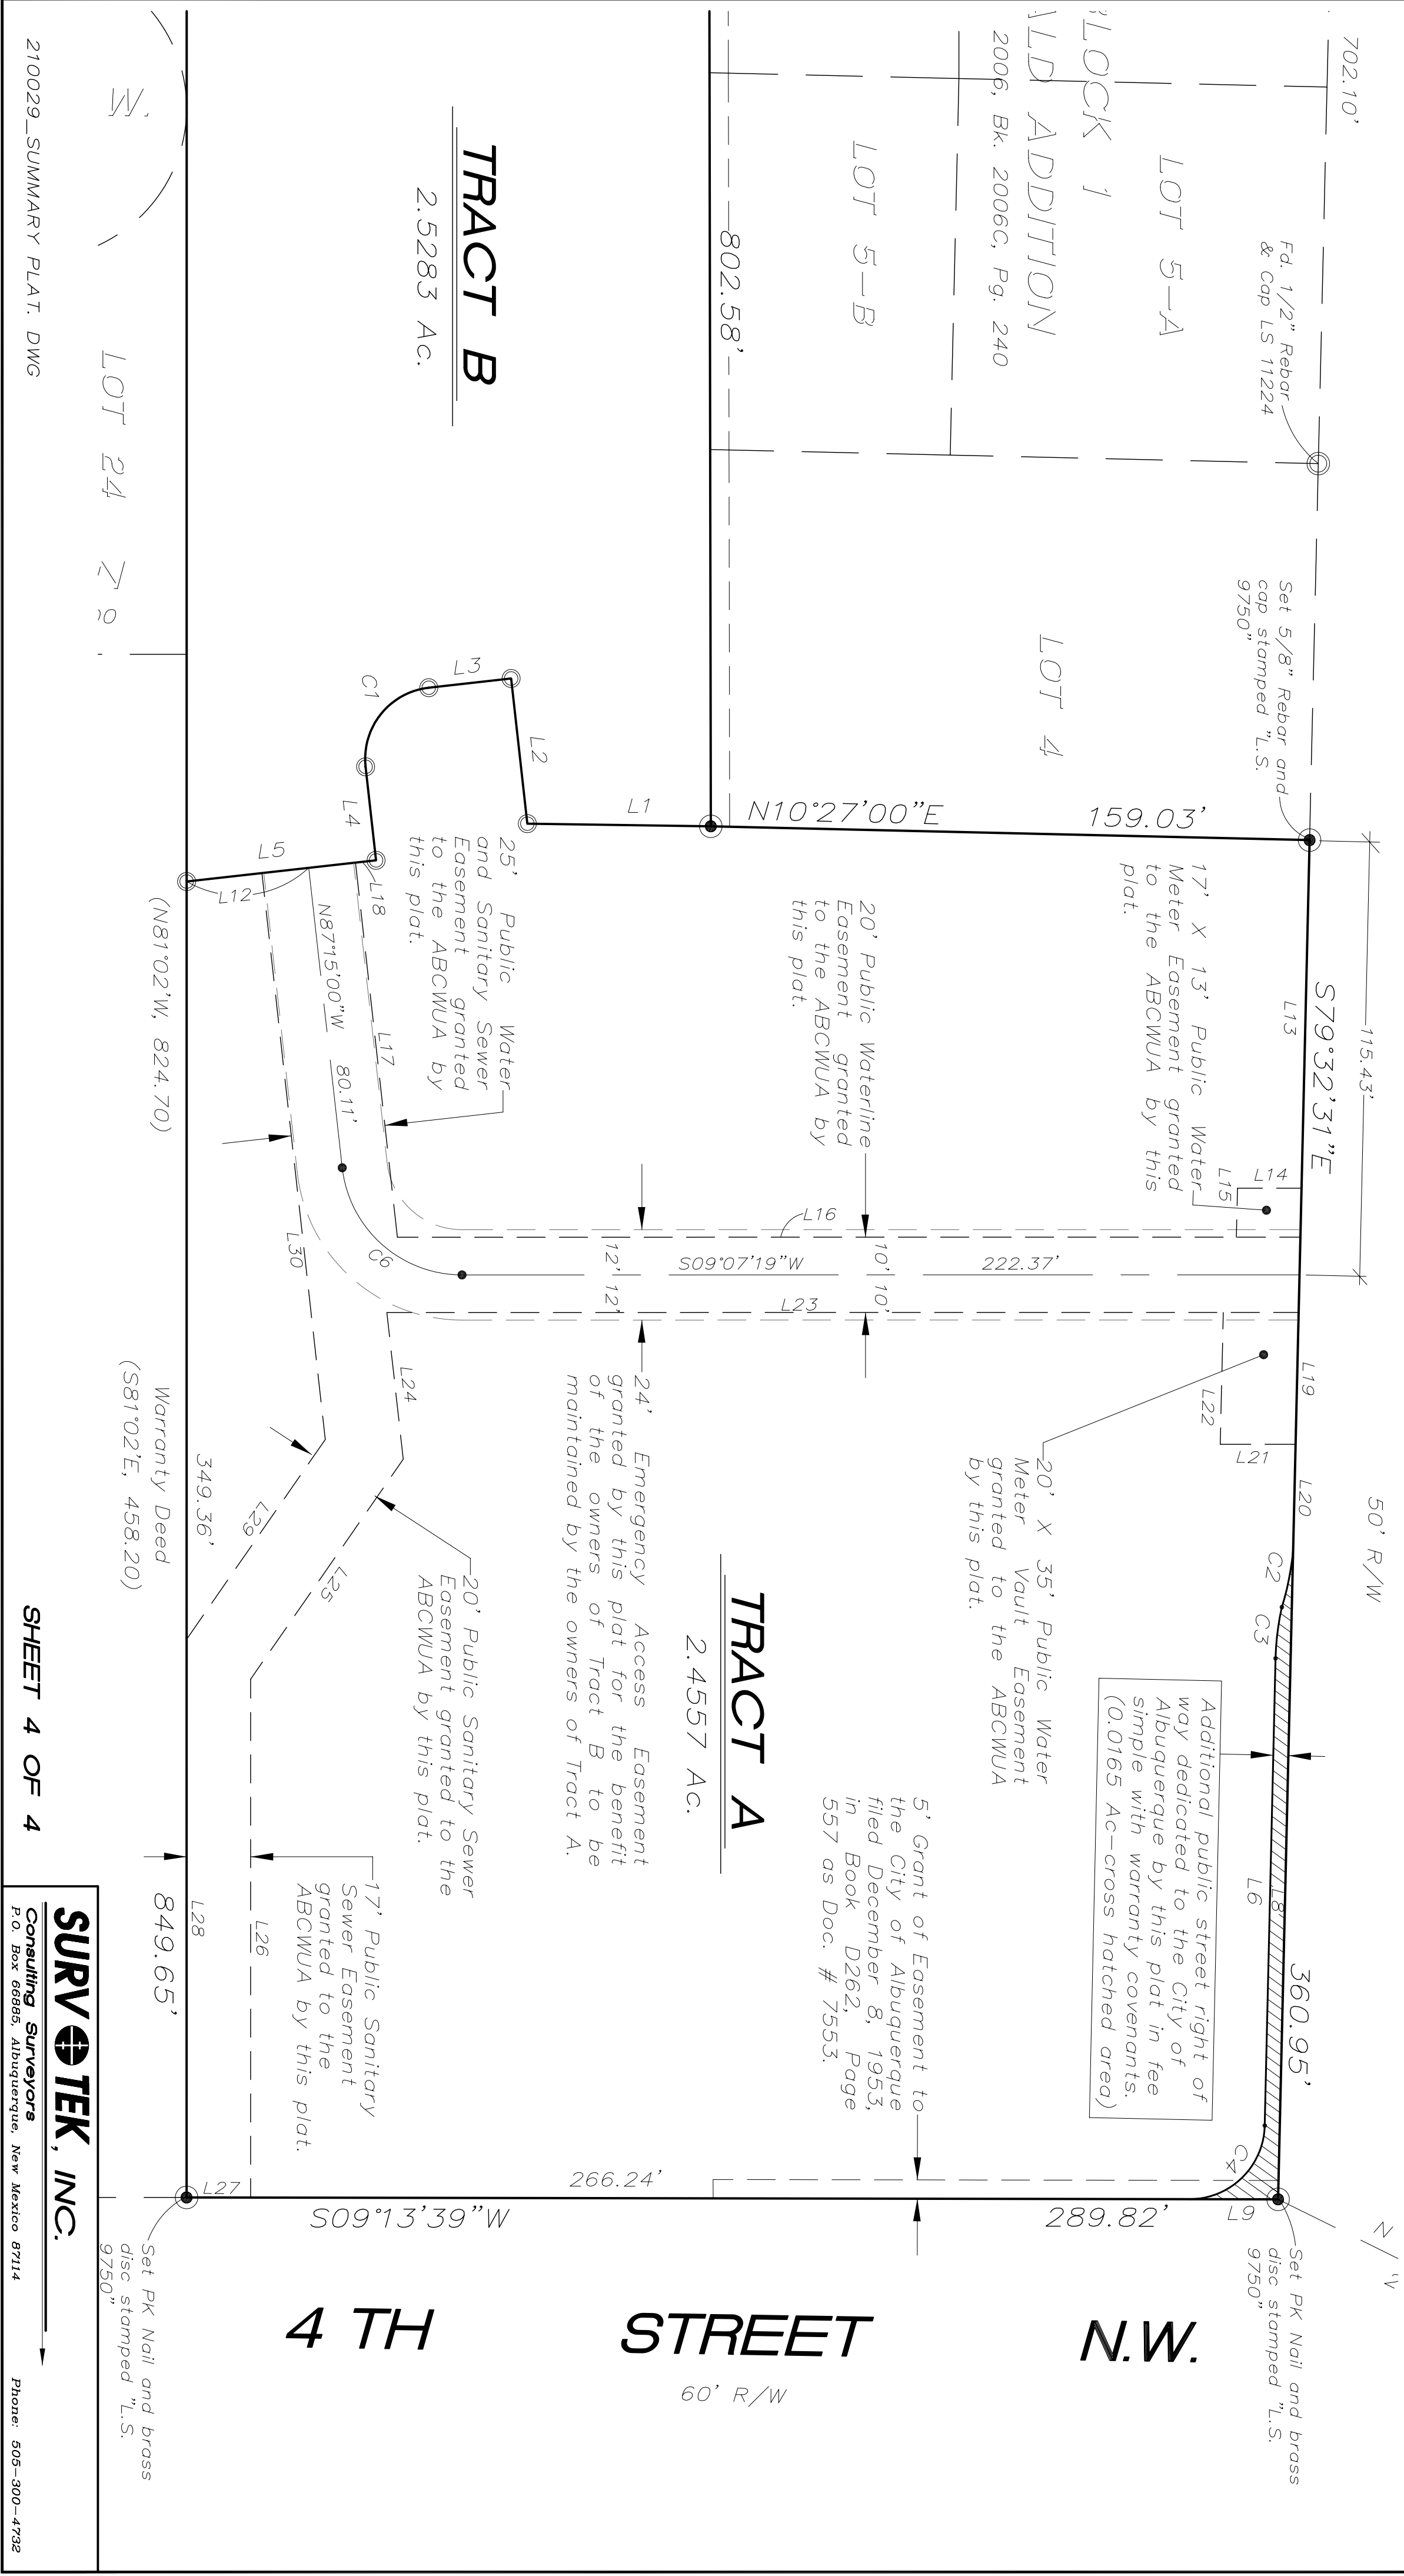 702.10'
LOCK 1
ALD ADDITION
2006, Bk. 2006C, Pg. 240
LOT 5-A
LOT 5-B
Fd. 1/2" Rebar
& Cap LS 11224
Set 5/8" Rebar and
cap stamped "L.S.
9750"
LOT 4
802.58'
TRACT B
2.5283 Ac.
W.
LOT 24
210029_SUMMARY PLAT. DWG
N10°27'00"E
159.03'
L1
L2
L3
C1
L4
L5
L12
L18
115.43'
S79°32'31"E
L13
L14
L15
17' X 13' Public Water
Meter Easement granted
to the ABCWUA by this
plat.
20' Public Waterline
Easement granted
to the ABCWUA by
this plat.
25' Public Water
and Sanitary Sewer
Easement granted
to the ABCWUA by
this plat.
N87°15'00"W 80.11'
L17
L30
C6
(N81°02'W, 824.70)
L16
12' 12'
10' 10'
S09°07'19"W
222.37'
L23
L24
L19
L22
L21
L20
50' R/W
C2
C3
20' X 35' Public Water
Meter Vault Easement
granted to the ABCWUA
by this plat.
24' Emergency Access Easement
granted by this plat for the benefit
of the owners of Tract B to be
maintained by the owners of Tract A.
TRACT A
2.4557 Ac.
20' Public Sanitary Sewer
Easement granted to the
ABCWUA by this plat.
L25
L29
Warranty Deed
(S81°02'E, 458.20)
349.36'
Additional public street right of
way dedicated to the City of
Albuquerque by this plat in fee
simple with warranty covenants.
(0.0165 Ac-cross hatched area)
L6
L8
360.95'
5' Grant of Easement to
the City of Albuquerque
filed December 8, 1953,
in Book D262, Page
557 as Doc. # 7553.
17' Public Sanitary
Sewer Easement
granted to the
ABCWUA by this plat.
L26
L28
849.65'
L27
266.24'
S09°13'39"W
289.82'
C4
L9
Set PK Nail and brass
disc stamped "L.S.
9750"
Set PK Nail and brass
disc stamped "L.S.
9750"
4 TH STREET N.W.
60' R/W
SHEET 4 OF 4
SURV TEK, INC.
Consulting Surveyors
P.O. Box 66885, Albuquerque, New Mexico 87114 Phone: 505-300-4732